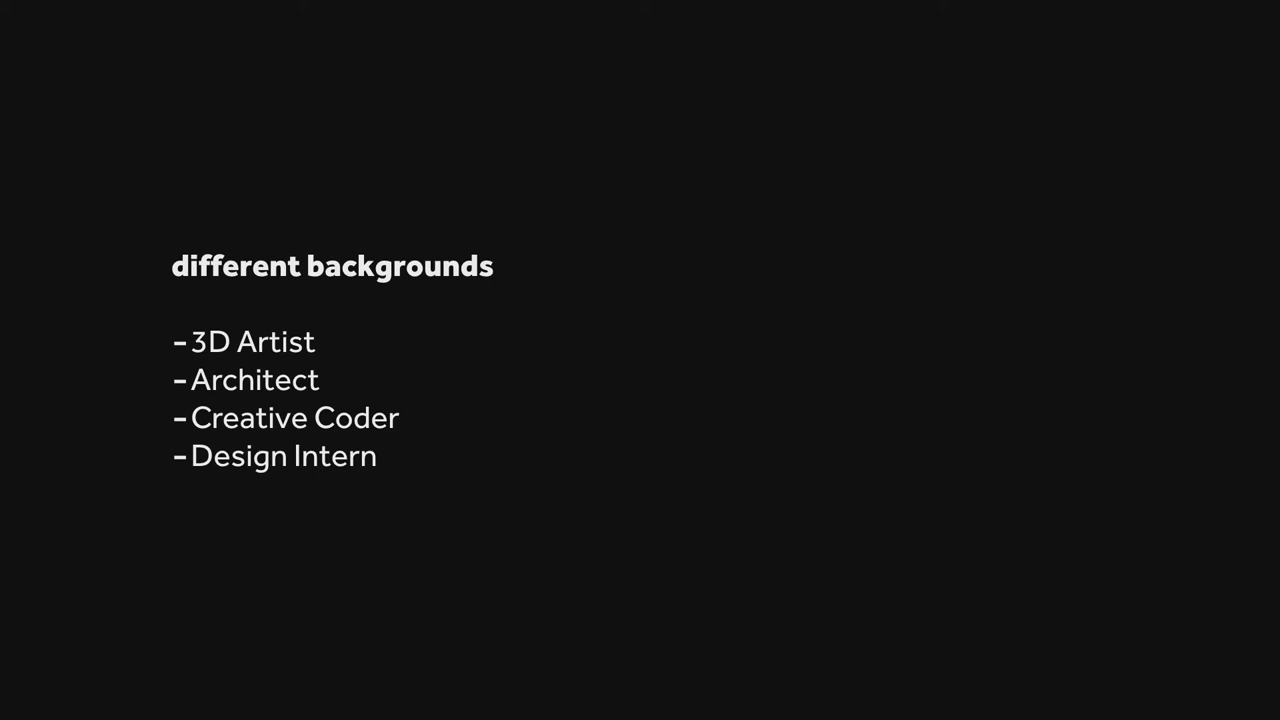 different backgrounds
-3D Artist
-Architect
-Creative Coder
-Design Intern